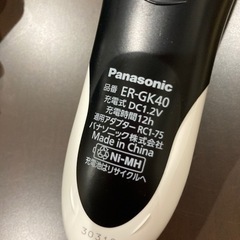 Panasonic
品番 ER-GK40
充電式 DC1.2V
充電時間12h
適用アダプター RC1-75
パナソニック株式会社
Made in China
Ni-MH
充電池はリサイクルへ